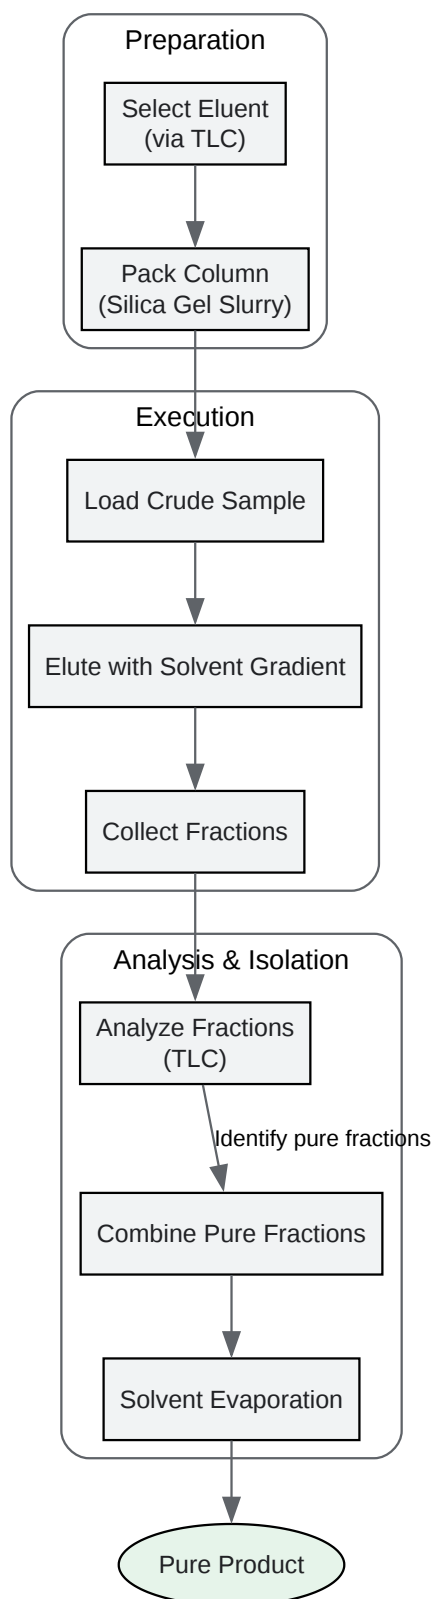 Preparation
Select Eluent
(via TLC)
Pack Column
(Silica Gel Slurry)
Execution
Load Crude Sample
Elute with Solvent Gradient
Collect Fractions
Analysis & Isolation
Analyze Fractions
(TLC)
Identify pure fractions
Combine Pure Fractions
Solvent Evaporation
Pure Product